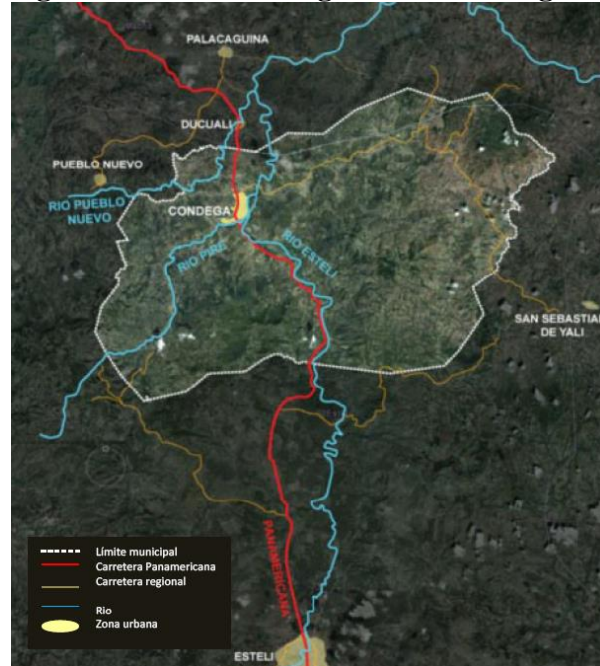 PALACAGUINA
DUCUALI
PUEBLO NUEVO
RIO PUEBLO
NUEVO
CONDEGA
RIO PIRE
RIO ESTELI
SAN SEBASTIAN
DE YALI
PANAMERICANA
Límite municipal
Carretera Panamericana
Carretera regional
Rio
Zona urbana
ESTELI